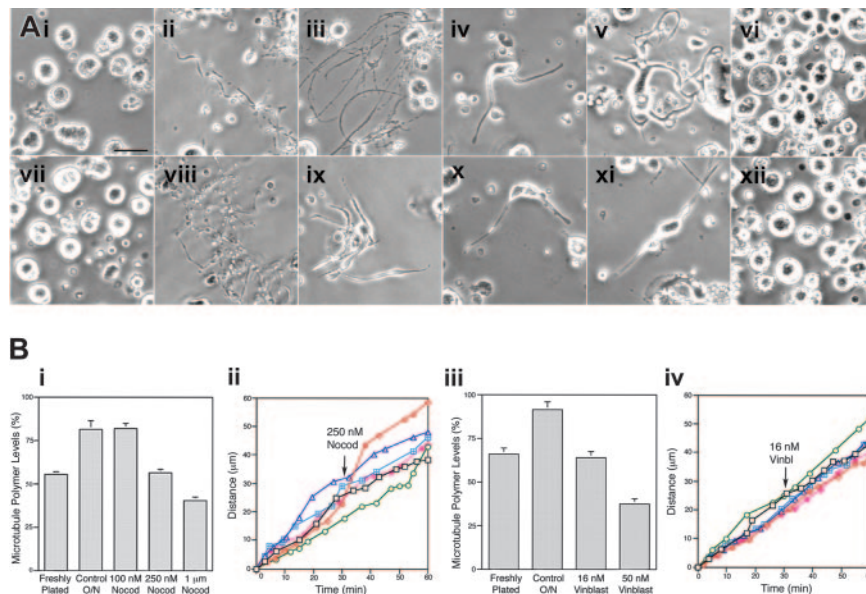 A i ii iii iv v vi
vii viii ix x xi xii
B
i ii iii iv
Microtubule Polymer Levels (%)
100
75
50
25
0
Freshly Plated
Control O/N
100 nM Nocod
250 nM Nocod
1 µm Nocod
Distance (µm)
60
50
40
30
20
10
0
250 nM
Nocod
0 10 20 30 40 50 60
Time (min)
Microtubule Polymer Levels (%)
100
75
50
25
0
Freshly Plated
Control O/N
16 nM Vinblast
50 nM Vinblast
Distance (µm)
60
50
40
30
20
10
0
16 nM
Vinbl
0 10 20 30 40 50 60
Time (min)